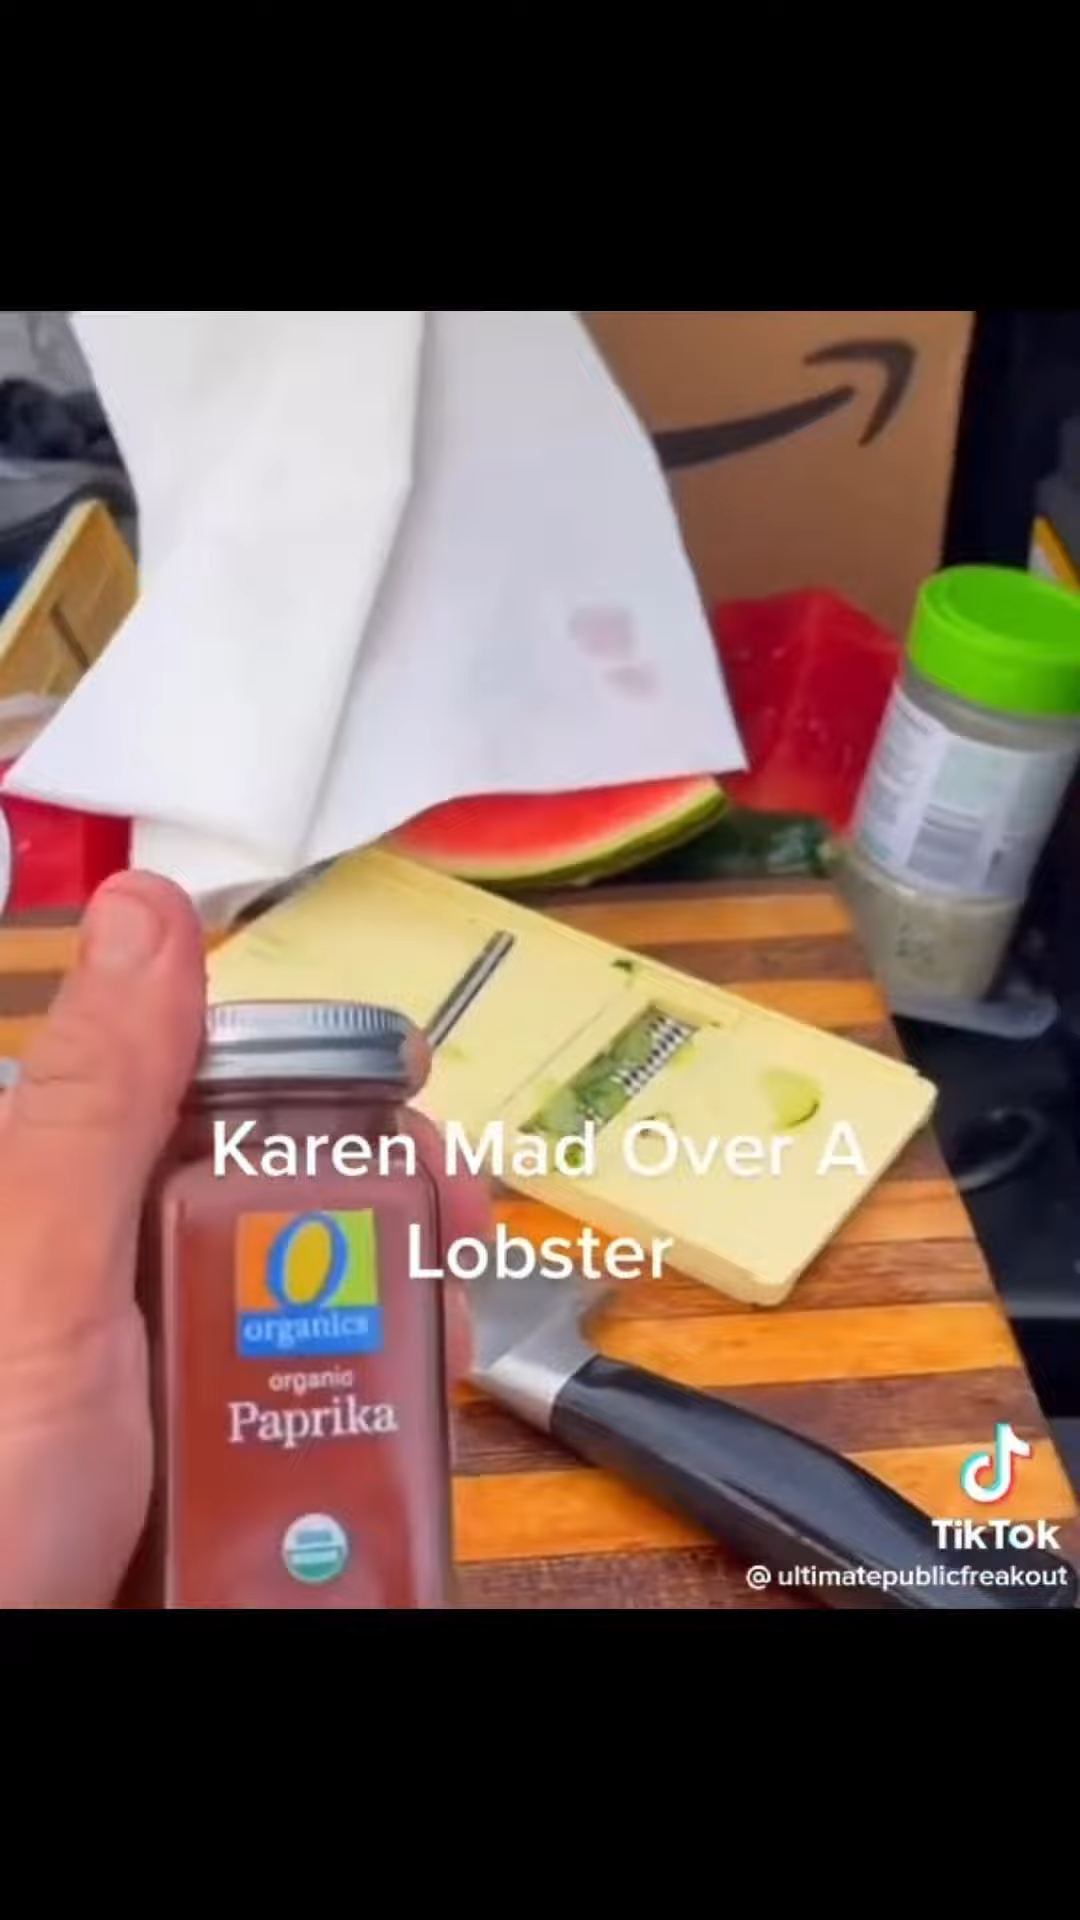 Karen Mad Over A
Lobster
O
organics
organic
Paprika
TikTok
@ultimatepublicfreakout